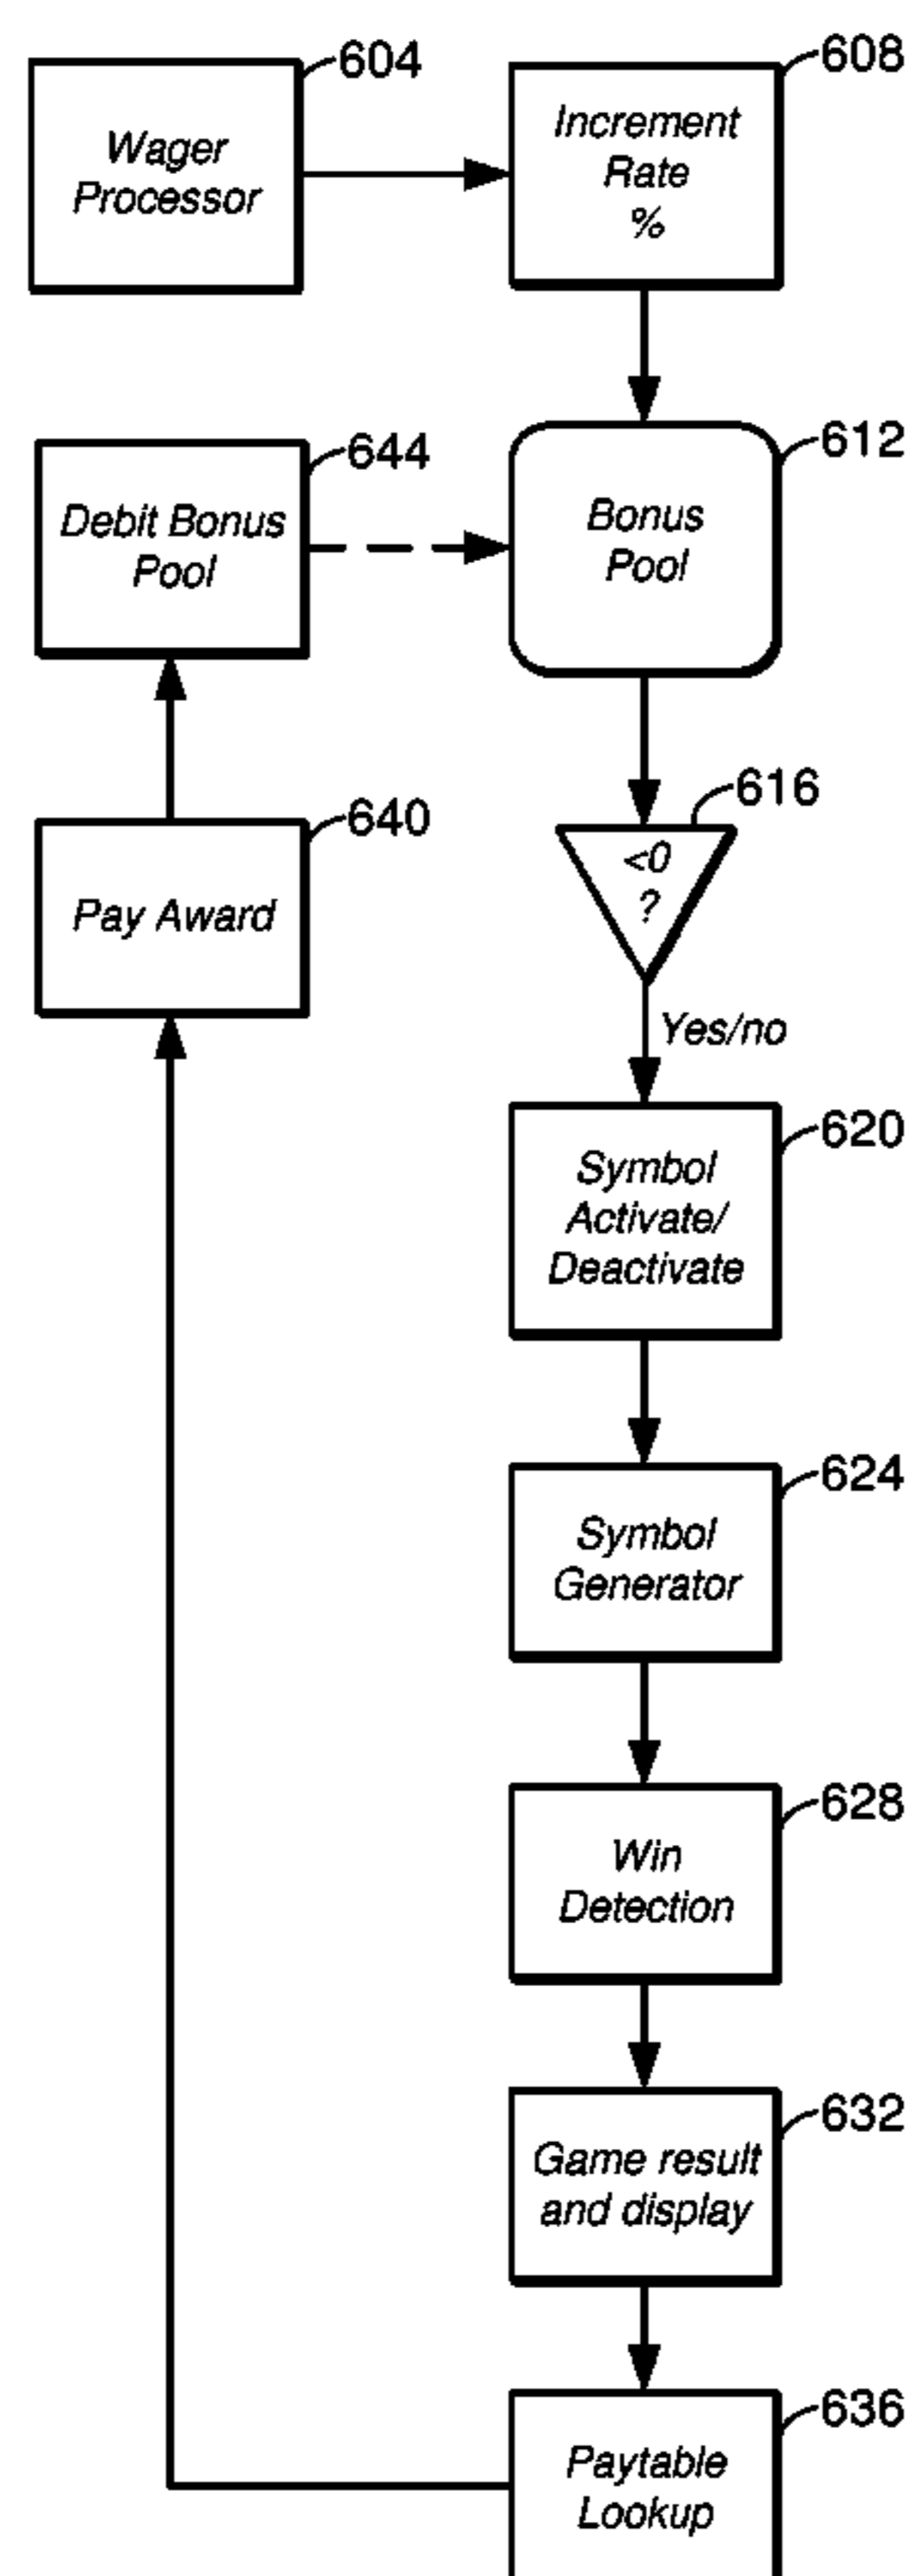 604
Wager
Processor
608
Increment
Rate
%
644
Debit Bonus
Pool
612
Bonus
Pool
616
<0
?
Yes/no
640
Pay Award
620
Symbol
Activate/
Deactivate
624
Symbol
Generator
628
Win
Detection
632
Game result
and display
636
Paytable
Lookup